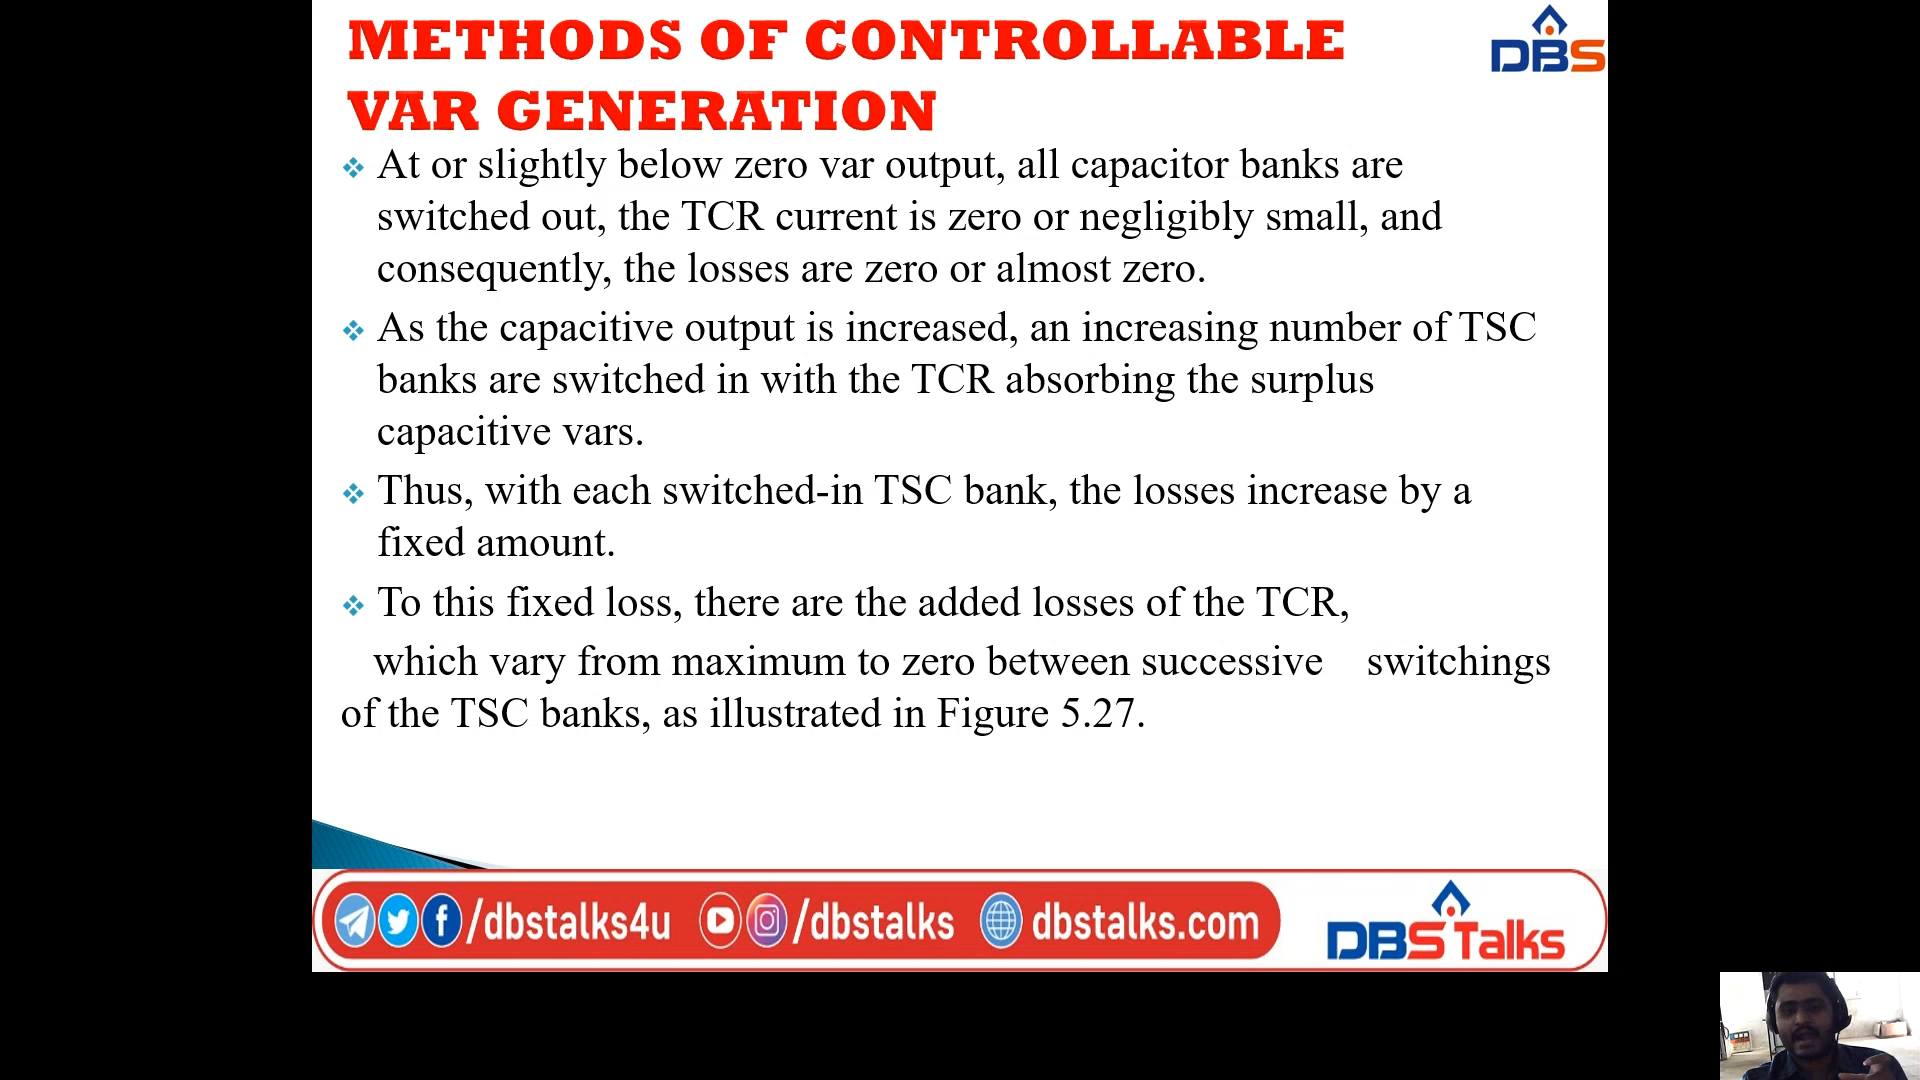 METHODS OF CONTROLLABLE
VAR GENERATION
DBS
At or slightly below zero var output, all capacitor banks are
switched out, the TCR current is zero or negligibly small, and
consequently, the losses are zero or almost zero.
As the capacitive output is increased, an increasing number of TSC
banks are switched in with the TCR absorbing the surplus
capacitive vars.
Thus, with each switched-in TSC bank, the losses increase by a
fixed amount.
To this fixed loss, there are the added losses of the TCR,
which vary from maximum to zero between successive switchings
of the TSC banks, as illustrated in Figure 5.27.
/dbstalks4u /dbstalks dbstalks.com
DBS Talks